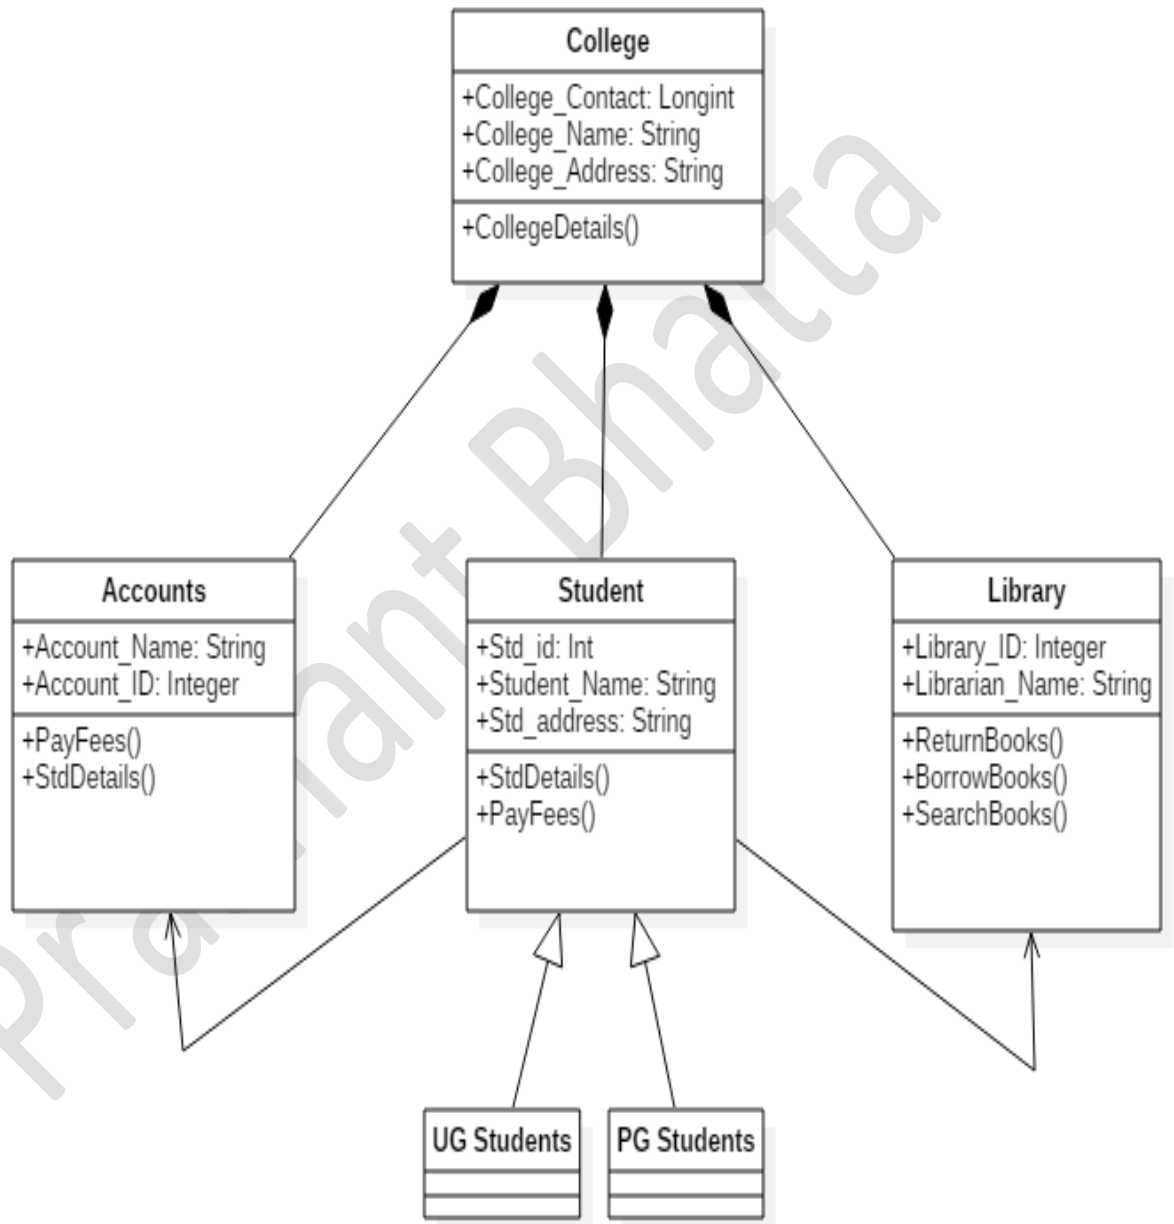 College
+College_Contact: Longint
+College_Name: String
+College_Address: String
+CollegeDetails()
Accounts
+Account_Name: String
+Account_ID: Integer
+PayFees()
+StdDetails()
Student
+Std_id: Int
+Student_Name: String
+Std_address: String
+StdDetails()
+PayFees()
Library
+Library_ID: Integer
+Librarian_Name: String
+ReturnBooks()
+BorrowBooks()
+SearchBooks()
UG Students
PG Students
Bhatta